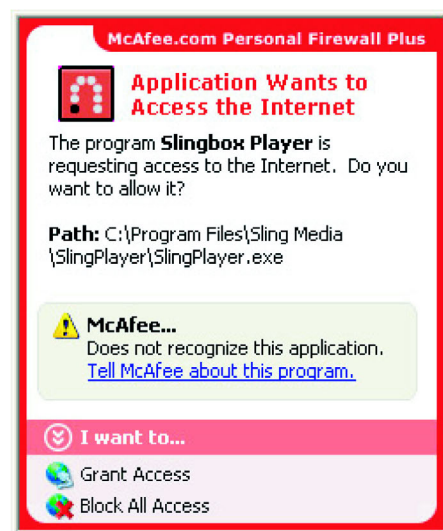 McAfee.com Personal Firewall Plus
Application Wants to
Access the Internet
The program Slingbox Player is
requesting access to the Internet.  Do you
want to allow it?
Path: C:\Program Files\Sling Media
\SlingPlayer\SlingPlayer.exe
McAfee...
Does not recognize this application.
Tell McAfee about this program.
I want to...
Grant Access
Block All Access